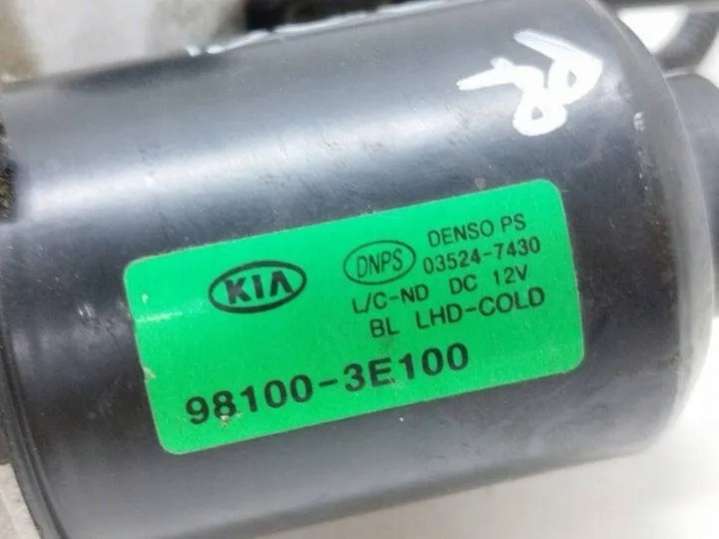 KIA
DNPS
DENSO PS
03524-7430
L/C-ND DC 12V
BL LHD-COLD
98100-3E100